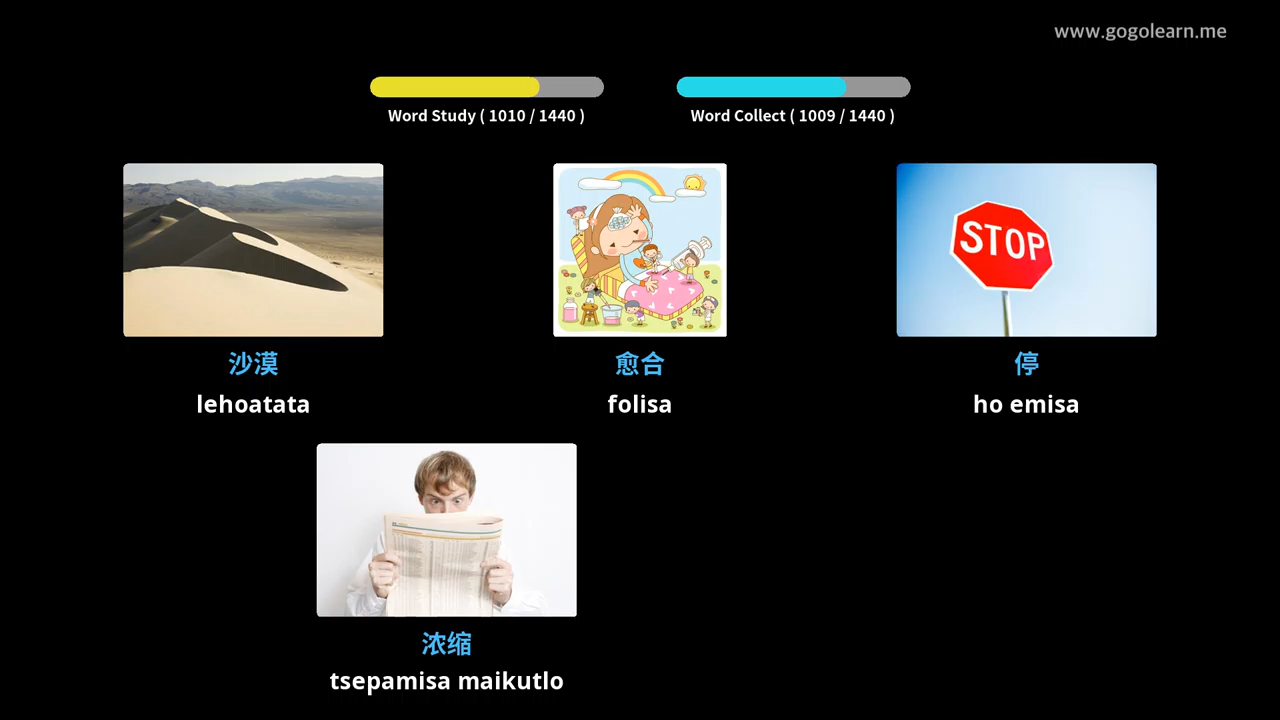 www.gogolearn.me
Word Study ( 1010 / 1440 )
Word Collect ( 1009 / 1440 )
STOP
沙漠
愈合
停
lehoatata
folisa
ho emisa
浓缩
tsepamisa maikutlo